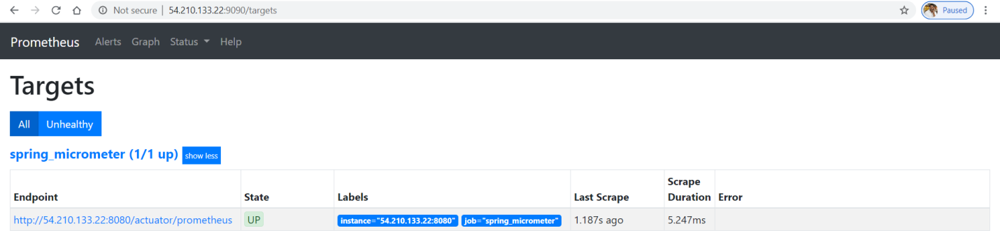 Not secure | 54.210.133.22:9090/targets Paused
Prometheus Alerts Graph Status Help
Targets
All Unhealthy
spring_micrometer (1/1 up) show less
Endpoint State Labels Last Scrape Scrape Duration Error
http://54.210.133.22:8080/actuator/prometheus UP instance="54.210.133.22:8080" job="spring_micrometer" 1.187s ago 5.247ms